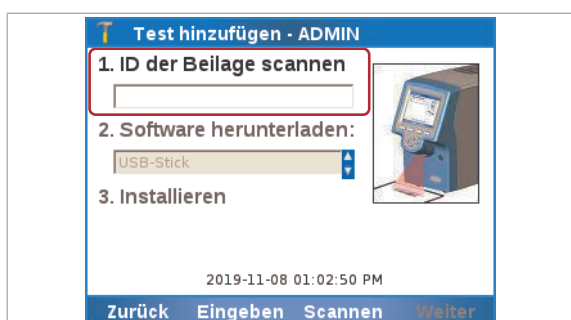 Test hinzufügen - ADMIN
1. ID der Beilage scannen
2. Software herunterladen:
USB-Stick
3. Installieren
2019-11-08 01:02:50 PM
Zurück Eingeben Scannen Weiter